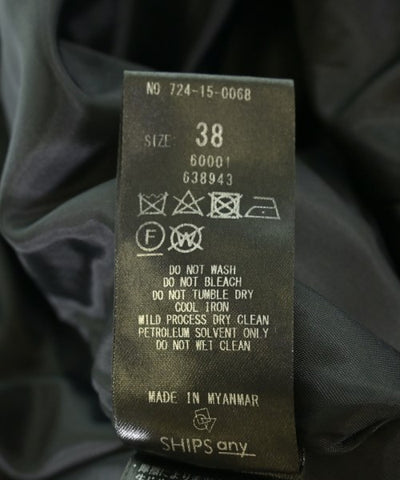 NO 724-15-0068
SIZE: 38
60001
638943
F W
DO NOT WASH
DO NOT BLEACH
DO NOT TUMBLE DRY
COOL IRON
MILD PROCESS DRY CLEAN
PETROLEUM SOLVENT ONLY
DO NOT WET CLEAN
MADE IN MYANMAR
SHIPS any